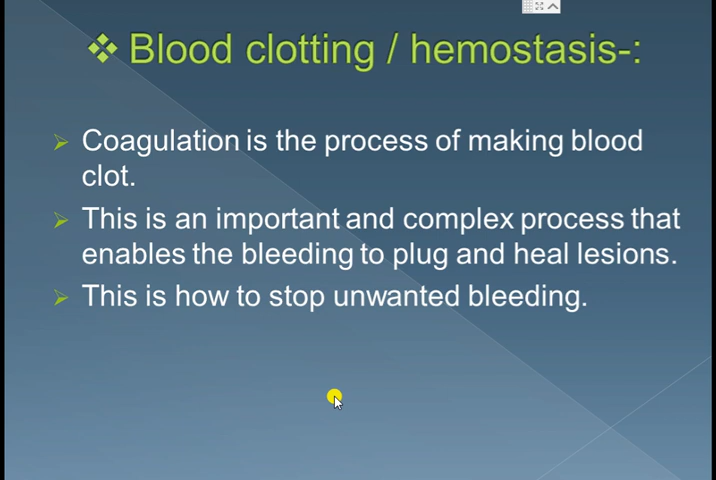 ❖ Blood clotting / hemostasis-:
➢ Coagulation is the process of making blood
clot.
➢ This is an important and complex process that
enables the bleeding to plug and heal lesions.
➢ This is how to stop unwanted bleeding.